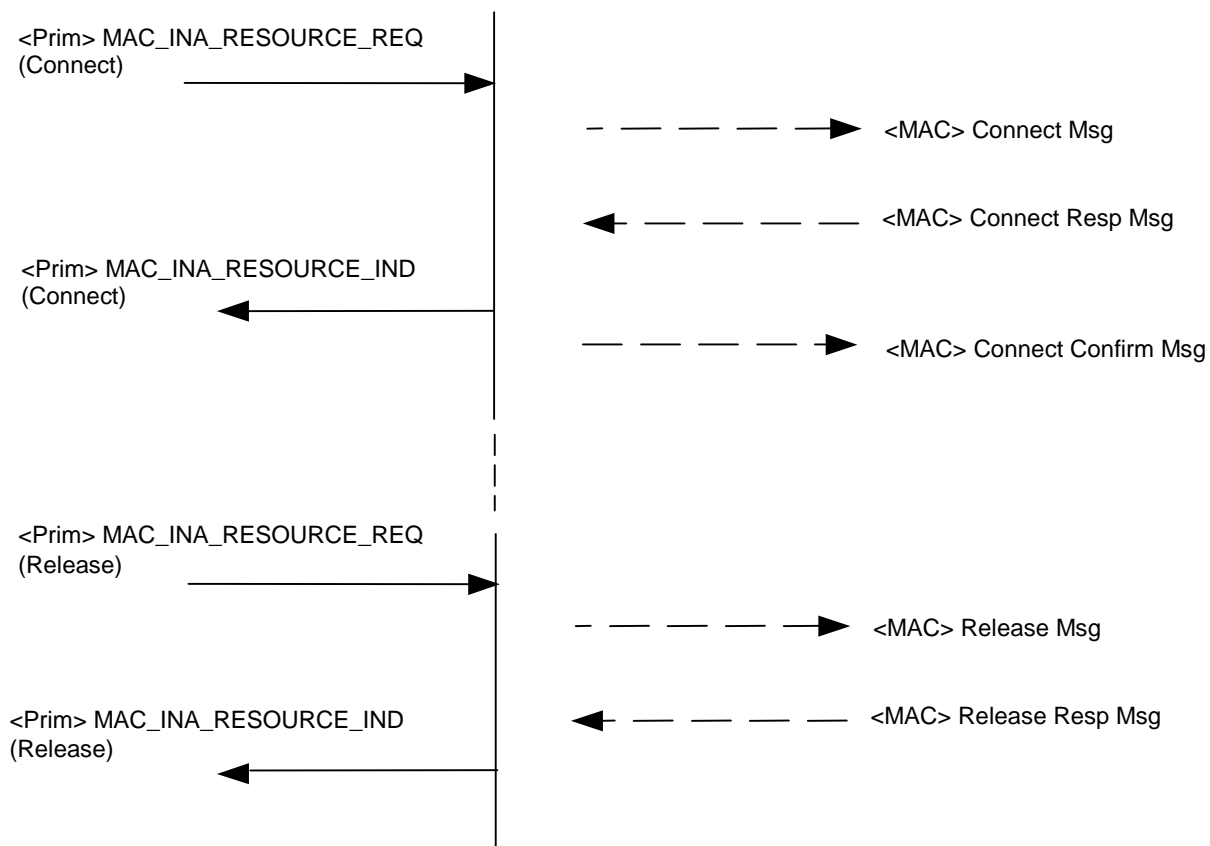 <Prim> MAC_INA_RESOURCE_REQ
(Connect)
<MAC> Connect Msg
<MAC> Connect Resp Msg
<Prim> MAC_INA_RESOURCE_IND
(Connect)
<MAC> Connect Confirm Msg
<Prim> MAC_INA_RESOURCE_REQ
(Release)
<MAC> Release Msg
<Prim> MAC_INA_RESOURCE_IND
(Release)
<MAC> Release Resp Msg